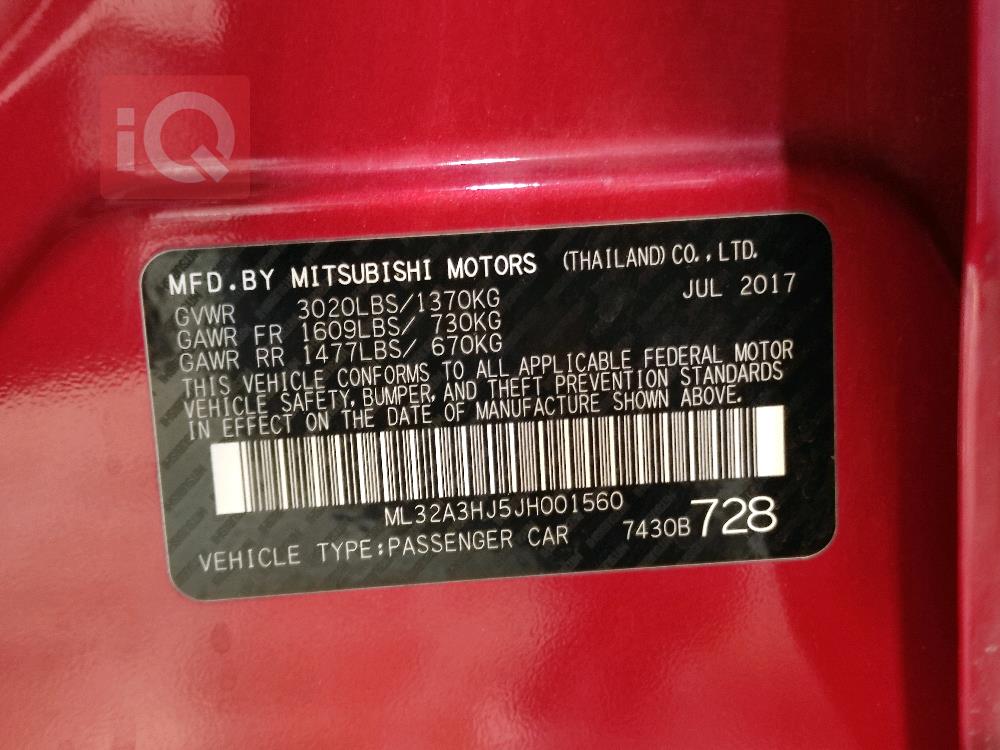 iQ
MFD.BY MITSUBISHI MOTORS (THAILAND) CO.,LTD.
JUL 2017
GVWR 3020LBS/1370KG
GAWR FR 1609LBS/ 730KG
GAWR RR 1477LBS/ 670KG
THIS VEHICLE CONFORMS TO ALL APPLICABLE FEDERAL MOTOR
VEHICLE SAFETY, BUMPER, AND THEFT PREVENTION STANDARDS
IN EFFECT ON THE DATE OF MANUFACTURE SHOWN ABOVE.
ML32A3HJ5JH001560
VEHICLE TYPE:PASSENGER CAR 7430B728